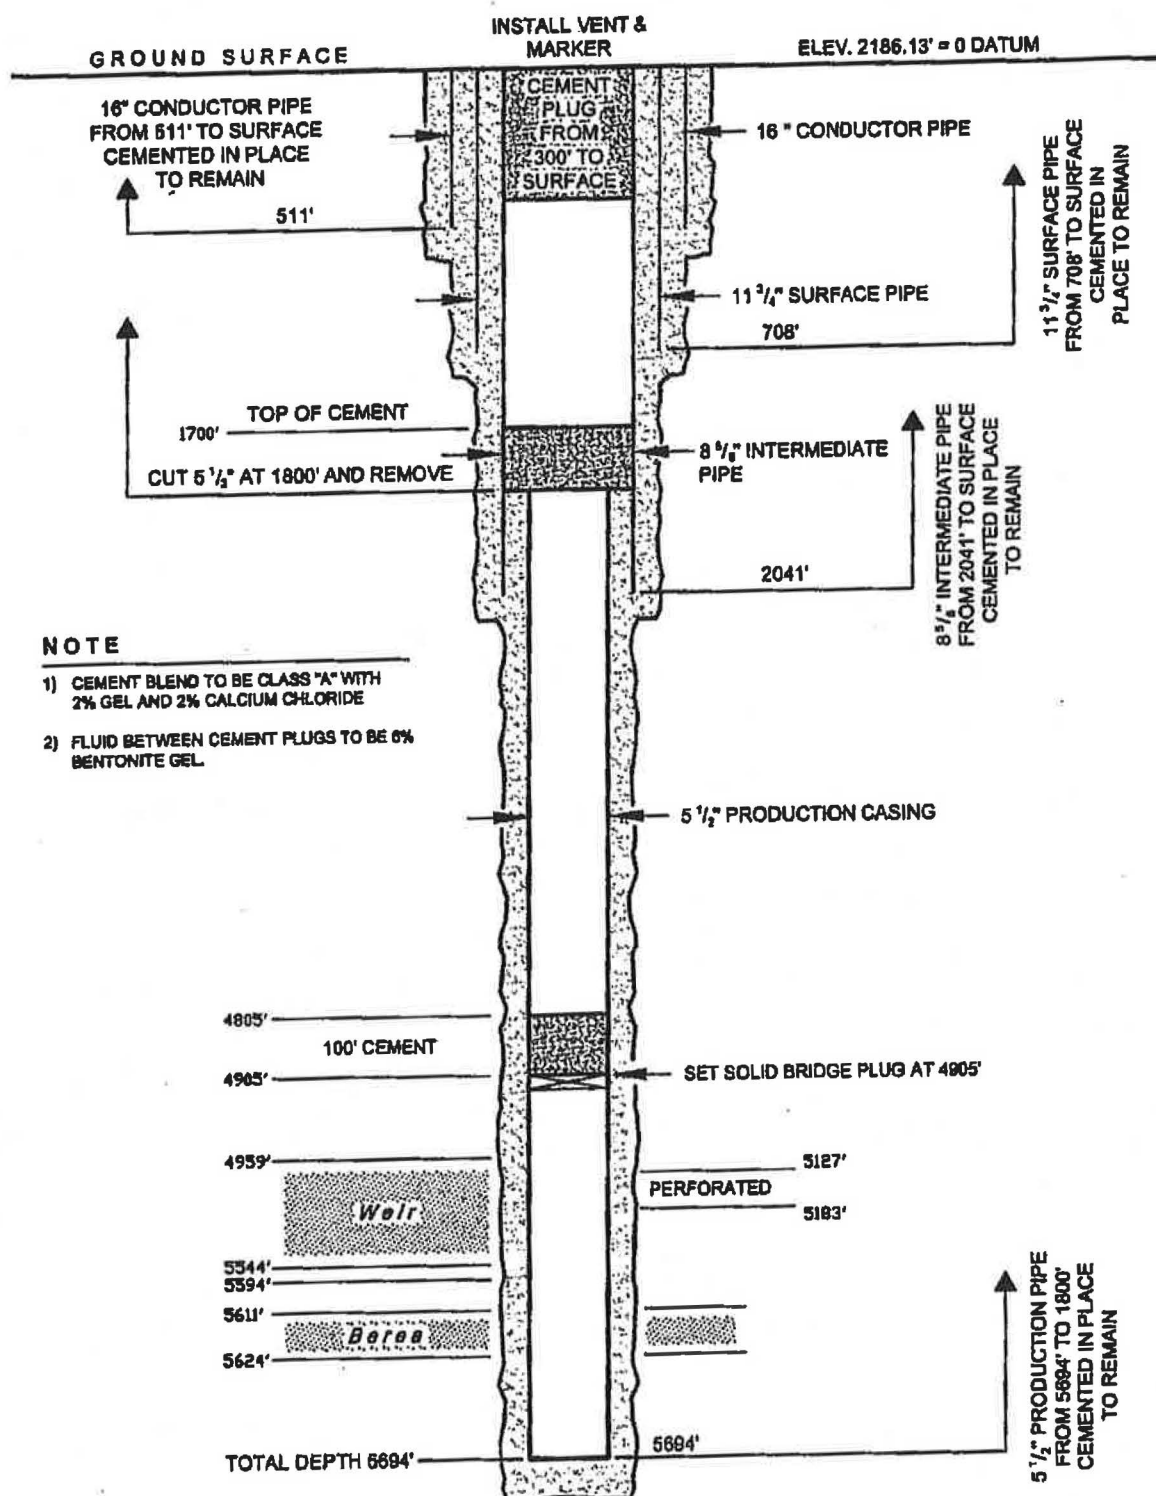 INSTALL VENT &
MARKER
GROUND SURFACE
ELEV. 2186.13' = 0 DATUM
CEMENT
PLUG
FROM
300' TO
SURFACE
16" CONDUCTOR PIPE
FROM 511' TO SURFACE
CEMENTED IN PLACE
TO REMAIN
511'
16 " CONDUCTOR PIPE
11 3/4" SURFACE PIPE
708'
11 3/4" SURFACE PIPE
FROM 708' TO SURFACE
CEMENTED IN
PLACE TO REMAIN
TOP OF CEMENT
1700'
CUT 5 1/2" AT 1800' AND REMOVE
8 5/8" INTERMEDIATE
PIPE
2041'
8 5/8" INTERMEDIATE PIPE
FROM 2041' TO SURFACE
CEMENTED IN PLACE
TO REMAIN
NOTE
1) CEMENT BLEND TO BE CLASS "A" WITH
2% GEL AND 2% CALCIUM CHLORIDE
2) FLUID BETWEEN CEMENT PLUGS TO BE 6%
BENTONITE GEL.
5 1/2" PRODUCTION CASING
4805'
100' CEMENT
4905'
SET SOLID BRIDGE PLUG AT 4905'
4959'
Weir
5544'
5594'
5611'
Berea
5624'
5127'
PERFORATED
5183'
TOTAL DEPTH 5694'
5694'
5 1/2" PRODUCTION PIPE
FROM 5694' TO 1800'
CEMENTED IN PLACE
TO REMAIN